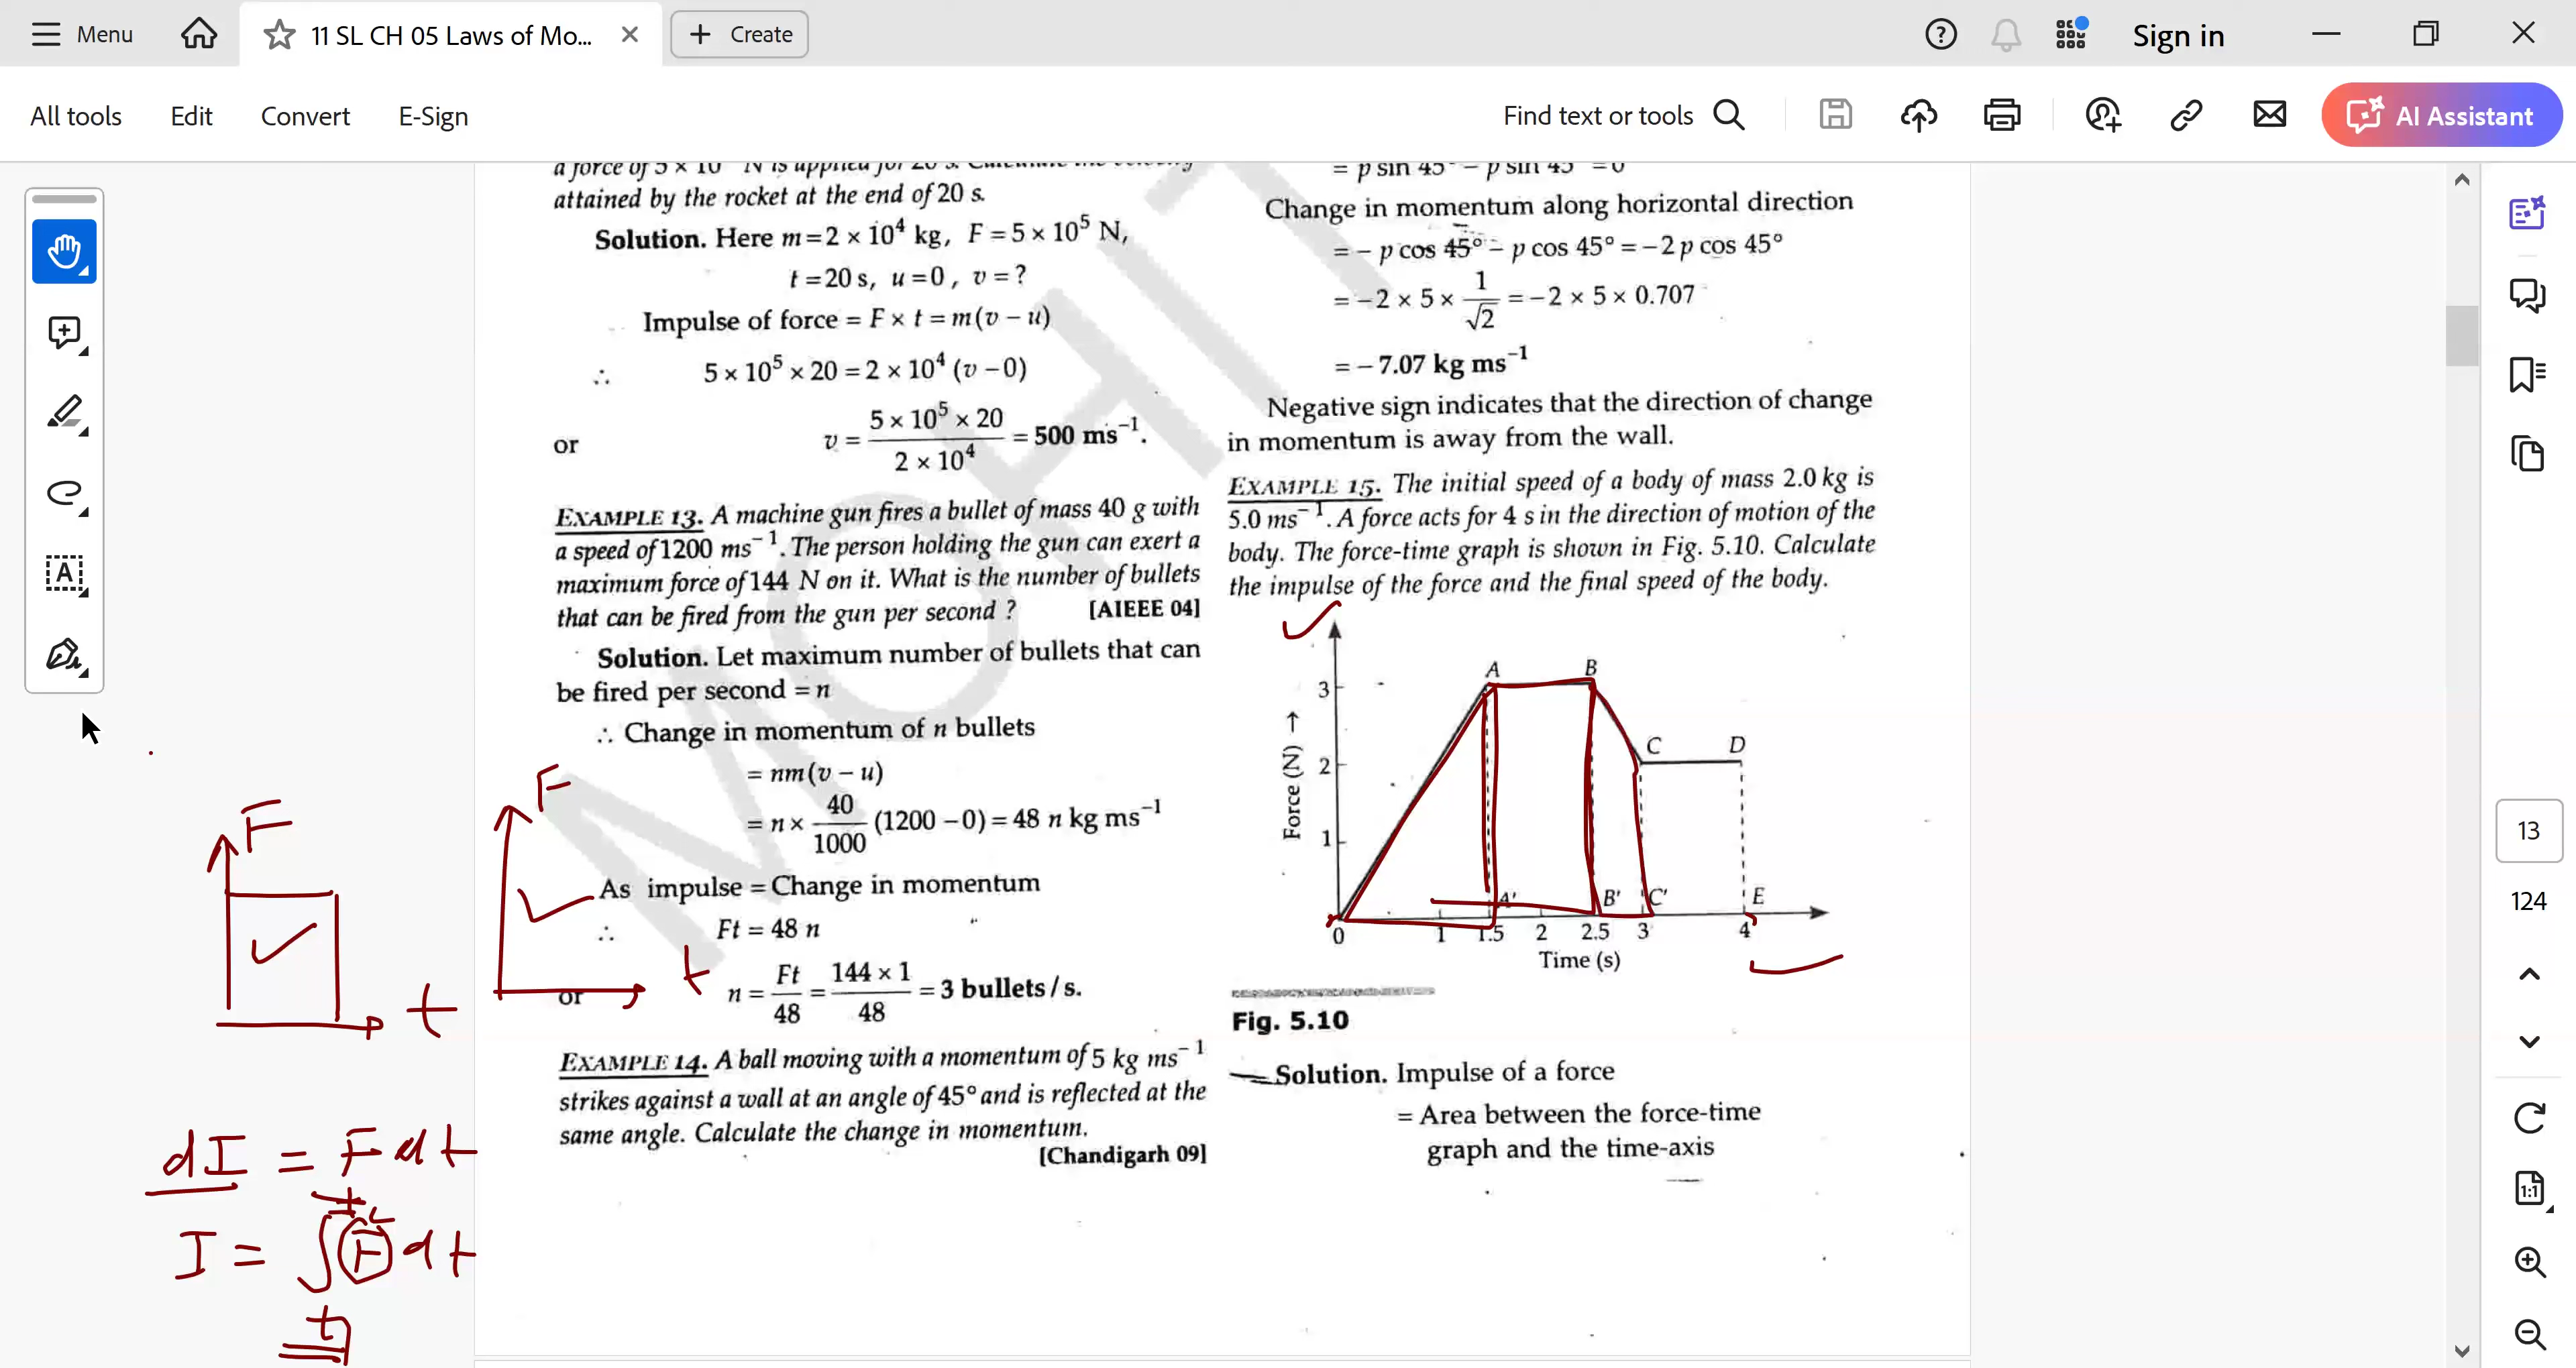 Menu
11 SL CH 05 Laws of Mo...
Create
Sign in
All tools
Edit
Convert
E-Sign
Find text or tools
AI Assistant
attained by the rocket at the end of 20 s.
Solution. Here m = 2 × 10⁴ kg, F = 5 × 10⁵ N,
t = 20 s, u = 0, v = ?
Impulse of force = F × t = m(v − u)
∴ 5 × 10⁵ × 20 = 2 × 10⁴ (v − 0)
or v = 5 × 10⁵ × 20 / 2 × 10⁴ = 500 ms⁻¹.
EXAMPLE 13. A machine gun fires a bullet of mass 40 g with
a speed of 1200 ms⁻¹. The person holding the gun can exert a
maximum force of 144 N on it. What is the number of bullets
that can be fired from the gun per second ? [AIEEE 04]
Solution. Let maximum number of bullets that can
be fired per second = n
∴ Change in momentum of n bullets
= nm(v − u)
= n × 40/1000 (1200 − 0) = 48 n kg ms⁻¹
As impulse = Change in momentum
∴ Ft = 48 n
or n = Ft/48 = 144 × 1/48 = 3 bullets/s.
EXAMPLE 14. A ball moving with a momentum of 5 kg ms⁻¹
strikes against a wall at an angle of 45° and is reflected at the
same angle. Calculate the change in momentum.
[Chandigarh 09]
= p sin 45° − p sin 45° = 0
Change in momentum along horizontal direction
= − p cos 45° − p cos 45° = −2 p cos 45°
= −2 × 5 × 1/√2 = −2 × 5 × 0.707
= − 7.07 kg ms⁻¹
Negative sign indicates that the direction of change
in momentum is away from the wall.
EXAMPLE 15. The initial speed of a body of mass 2.0 kg is
5.0 ms⁻¹. A force acts for 4 s in the direction of motion of the
body. The force-time graph is shown in Fig. 5.10. Calculate
the impulse of the force and the final speed of the body.
A B
3
C D
2
Force (N) →
1
A' B' C' E
0 1 1.5 2 2.5 3 4
Time (s)
Fig. 5.10
Solution. Impulse of a force
= Area between the force-time
graph and the time-axis
MOHIT
F
t
F
t
dI = F dt
I = ∫ F dt
13
124
1:1